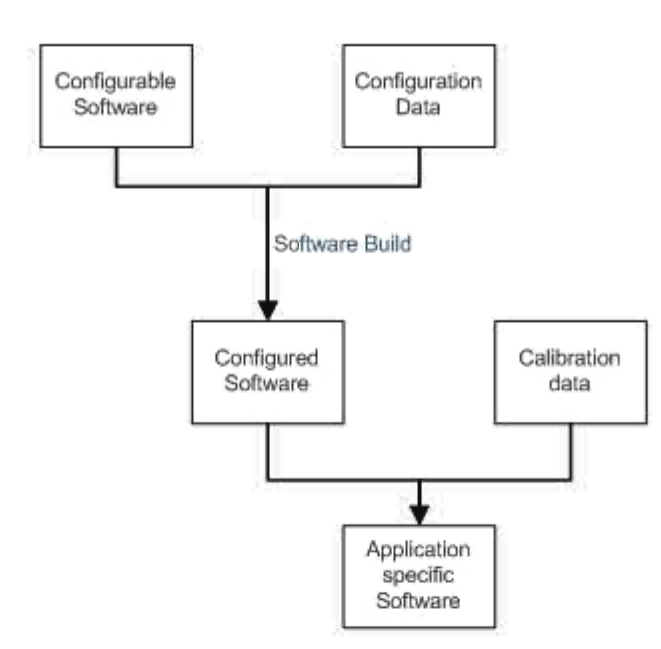 Configurable
Software
Configuration
Data
Software Build
Configured
Software
Calibration
data
Application
specific
Software